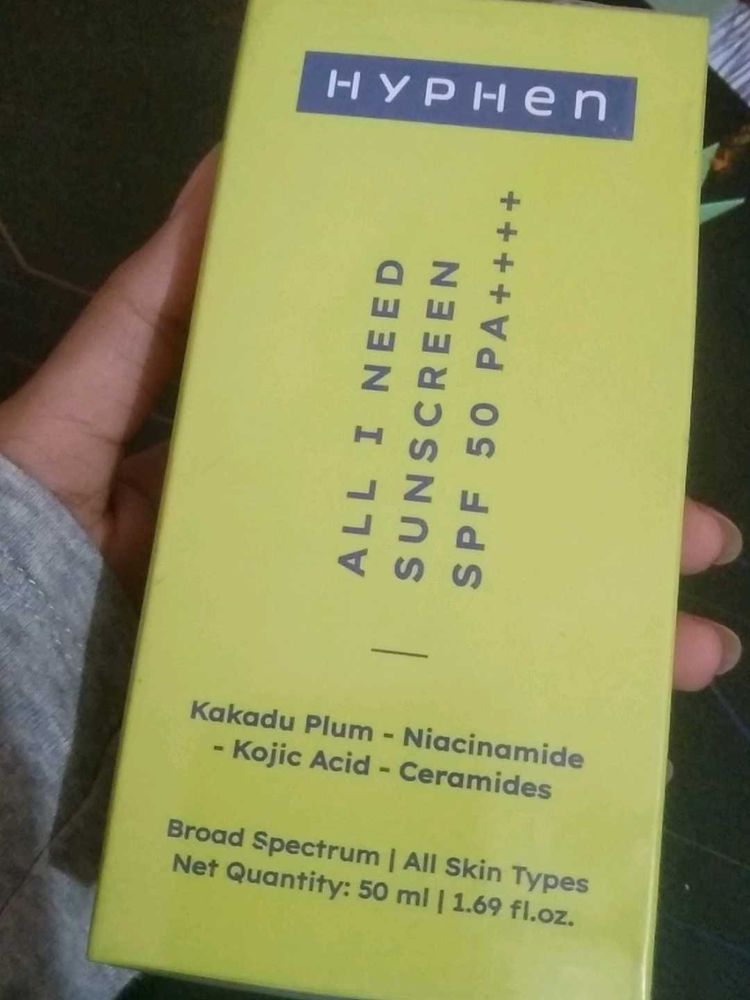 HYPHen
ALL I NEED
SUNSCREEN
SPF 50 PA++++
Kakadu Plum - Niacinamide
- Kojic Acid - Ceramides
Broad Spectrum | All Skin Types
Net Quantity: 50 ml | 1.69 fl.oz.